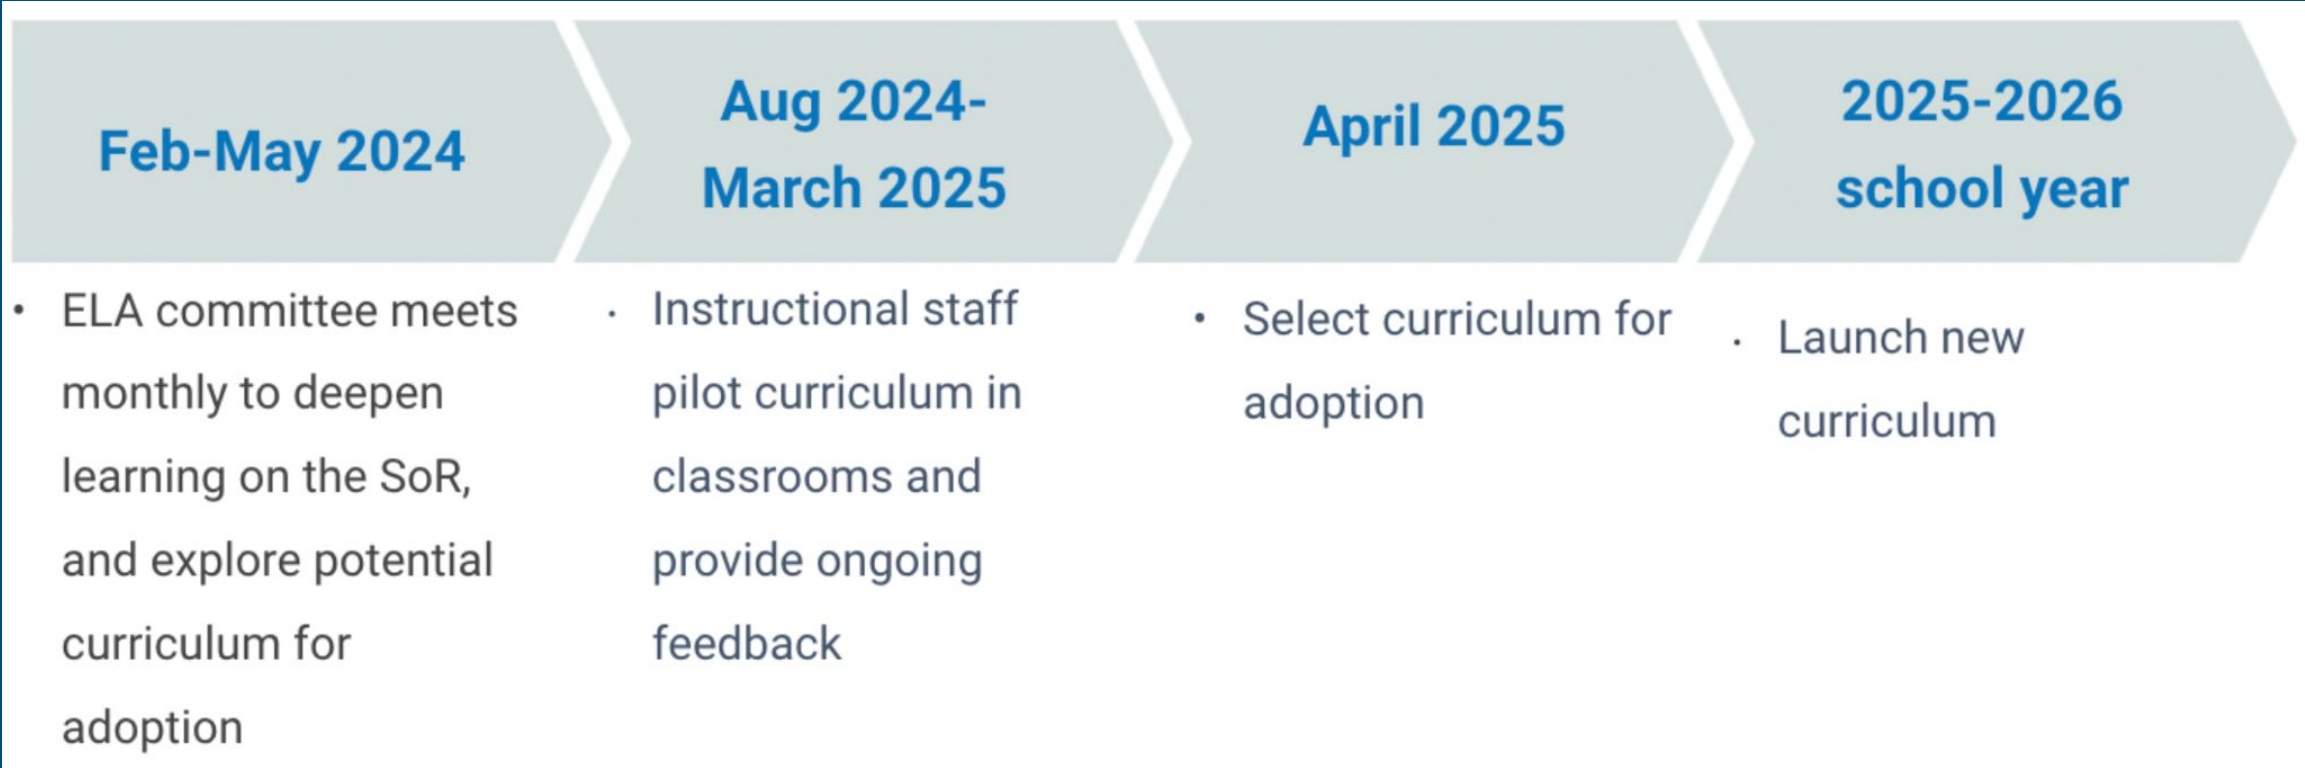 Feb-May 2024
• ELA committee meets
monthly to deepen
learning on the SoR,
and explore potential
curriculum for
adoption
Aug 2024-
March 2025
• Instructional staff
pilot curriculum in
classrooms and
provide ongoing
feedback
April 2025
• Select curriculum for
adoption
2025-2026
school year
• Launch new
curriculum